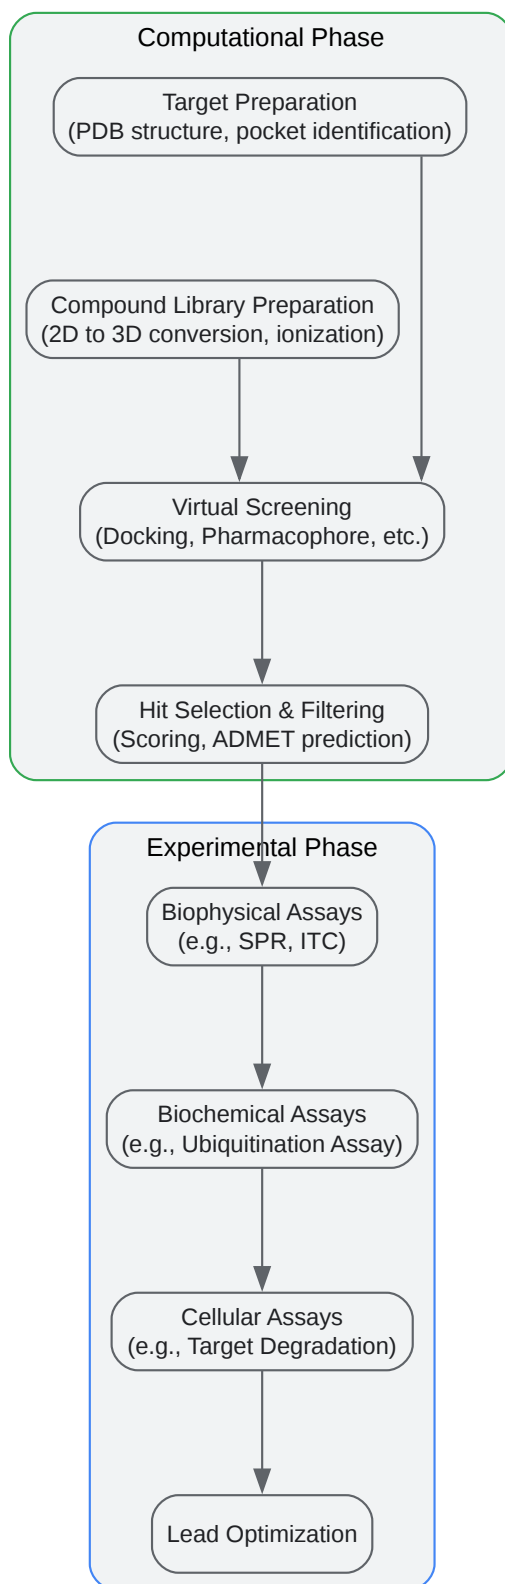 Computational Phase
Target Preparation
(PDB structure, pocket identification)
Compound Library Preparation
(2D to 3D conversion, ionization)
Virtual Screening
(Docking, Pharmacophore, etc.)
Hit Selection & Filtering
(Scoring, ADMET prediction)
Experimental Phase
Biophysical Assays
(e.g., SPR, ITC)
Biochemical Assays
(e.g., Ubiquitination Assay)
Cellular Assays
(e.g., Target Degradation)
Lead Optimization